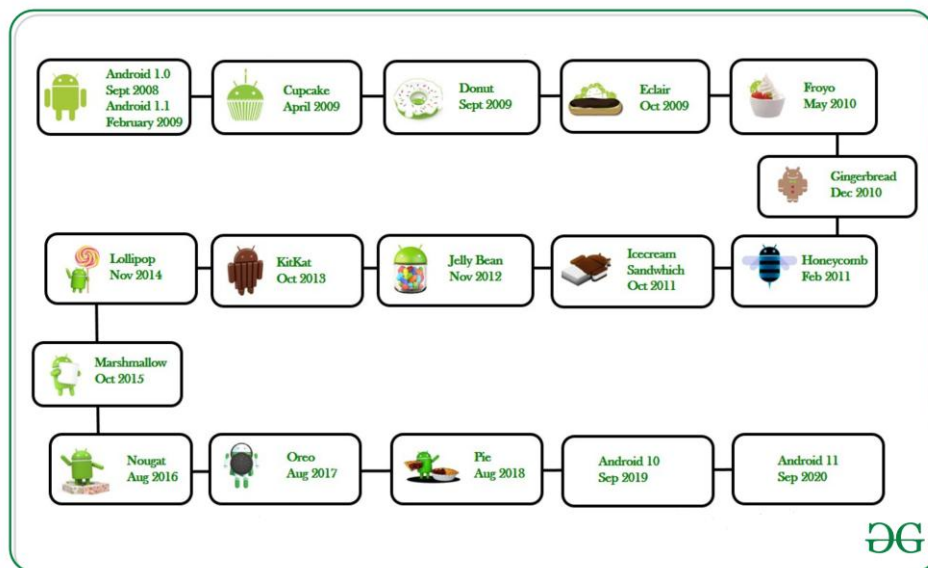 Android 1.0
Sept 2008
Android 1.1
February 2009
Cupcake
April 2009
Donut
Sept 2009
Eclair
Oct 2009
Froyo
May 2010
Gingerbread
Dec 2010
Honeycomb
Feb 2011
Icecream
Sandwhich
Oct 2011
Jelly Bean
Nov 2012
KitKat
Oct 2013
Lollipop
Nov 2014
Marshmallow
Oct 2015
Nougat
Aug 2016
Oreo
Aug 2017
Pie
Aug 2018
Android 10
Sep 2019
Android 11
Sep 2020